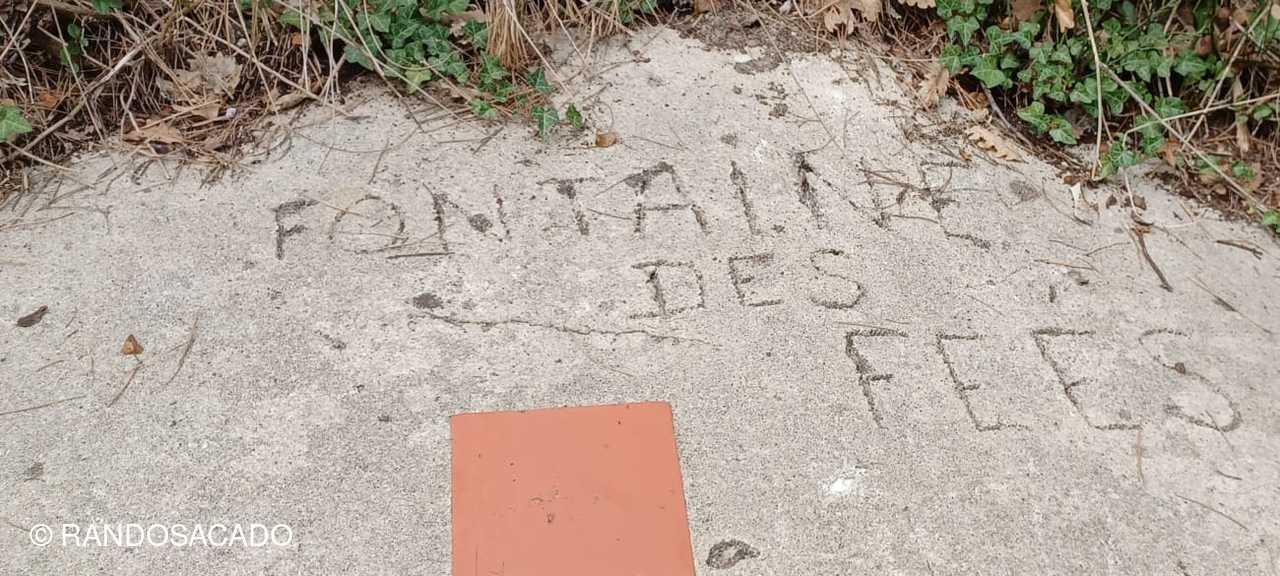 FONTAINE
DES
FEES
© RANDOSACADO